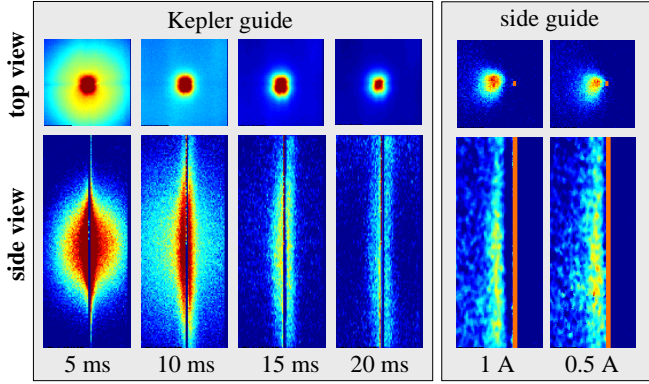 Kepler guide
side guide
top view
side view
5 ms
10 ms
15 ms
20 ms
1 A
0.5 A